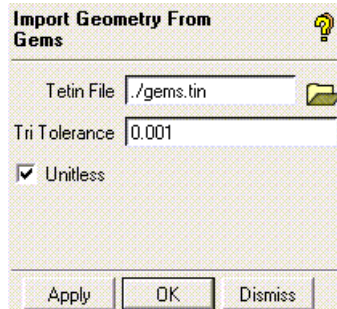 Import Geometry From
Gems
Tetin File ./gems.tin
Tri Tolerance 0.001
Unitless
Apply OK Dismiss